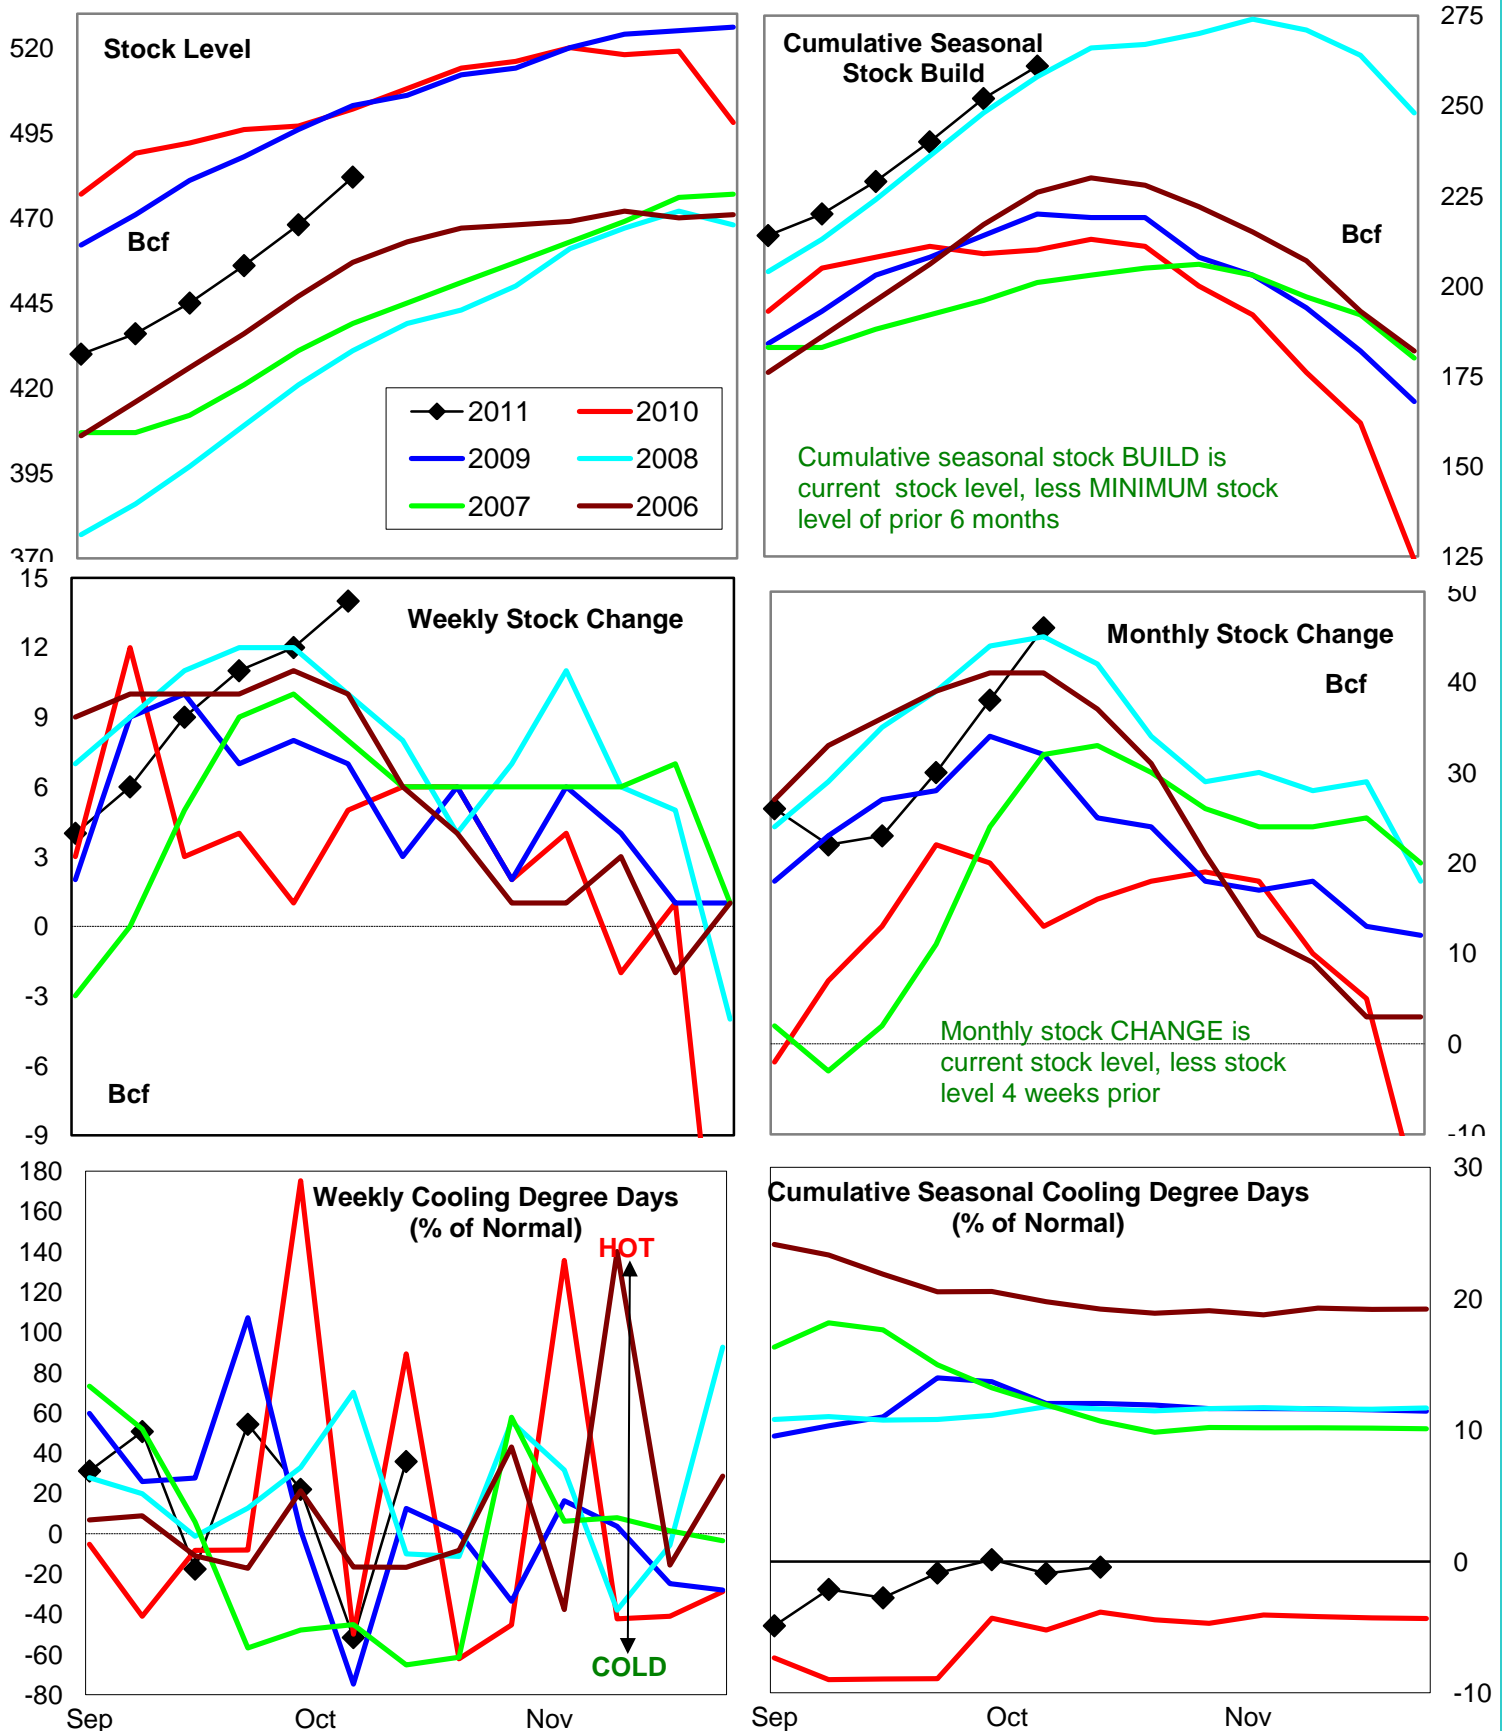 Stock Level
520
495
470
445
420
395
370
Bcf
2011
2010
2009
2008
2007
2006
Cumulative Seasonal
Stock Build
Bcf
275
250
225
200
175
150
125
Cumulative seasonal stock BUILD is
current stock level, less MINIMUM stock
level of prior 6 months
Weekly Stock Change
15
12
9
6
3
0
-3
-6
-9
Bcf
Monthly Stock Change
Bcf
50
40
30
20
10
0
-10
Monthly stock CHANGE is
current stock level, less stock
level 4 weeks prior
Weekly Cooling Degree Days
(% of Normal)
HOT
COLD
180
160
140
120
100
80
60
40
20
0
-20
-40
-60
-80
Sep
Oct
Nov
Cumulative Seasonal Cooling Degree Days
(% of Normal)
30
20
10
0
-10
Sep
Oct
Nov